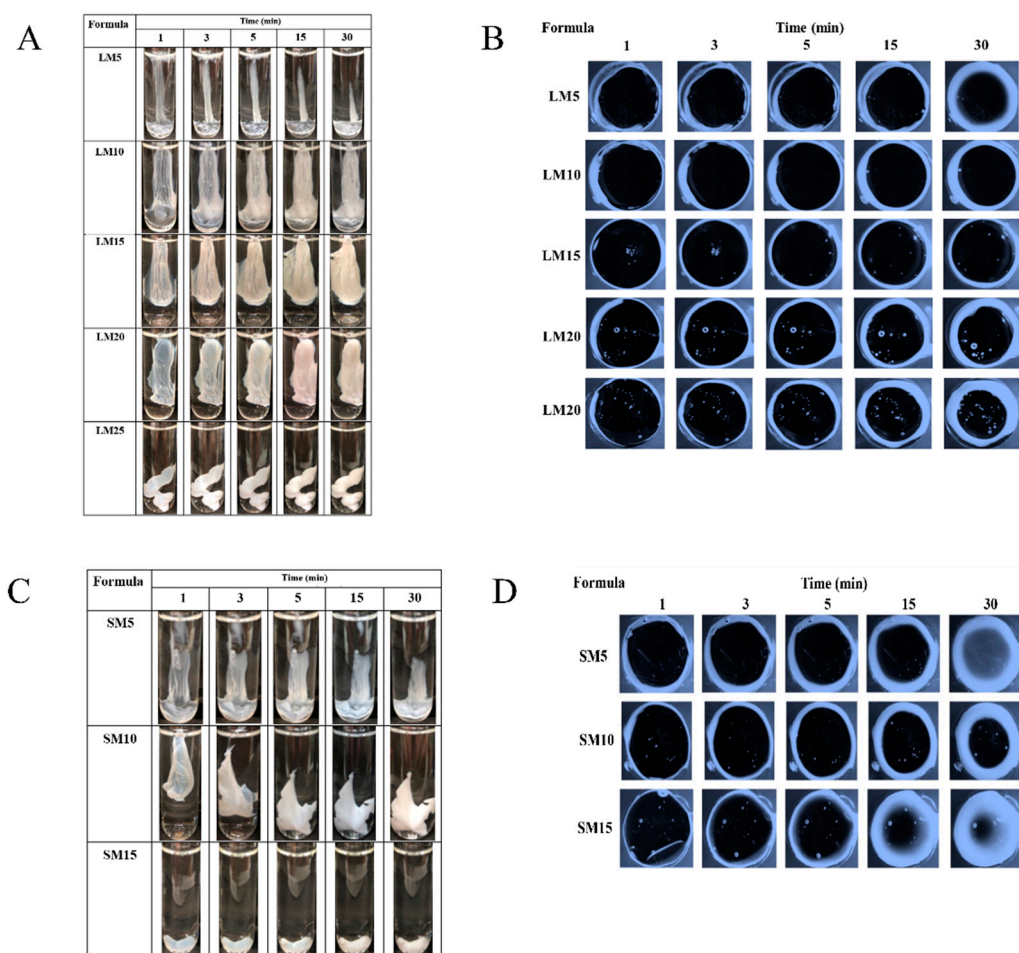 A
Formula Time (min)
1 3 5 15 30
LM5
LM10
LM15
LM20
LM25
B
Formula Time (min)
1 3 5 15 30
LM5
LM10
LM15
LM20
LM20
C
Formula Time (min)
1 3 5 15 30
SM5
SM10
SM15
D
Formula Time (min)
1 3 5 15 30
SM5
SM10
SM15